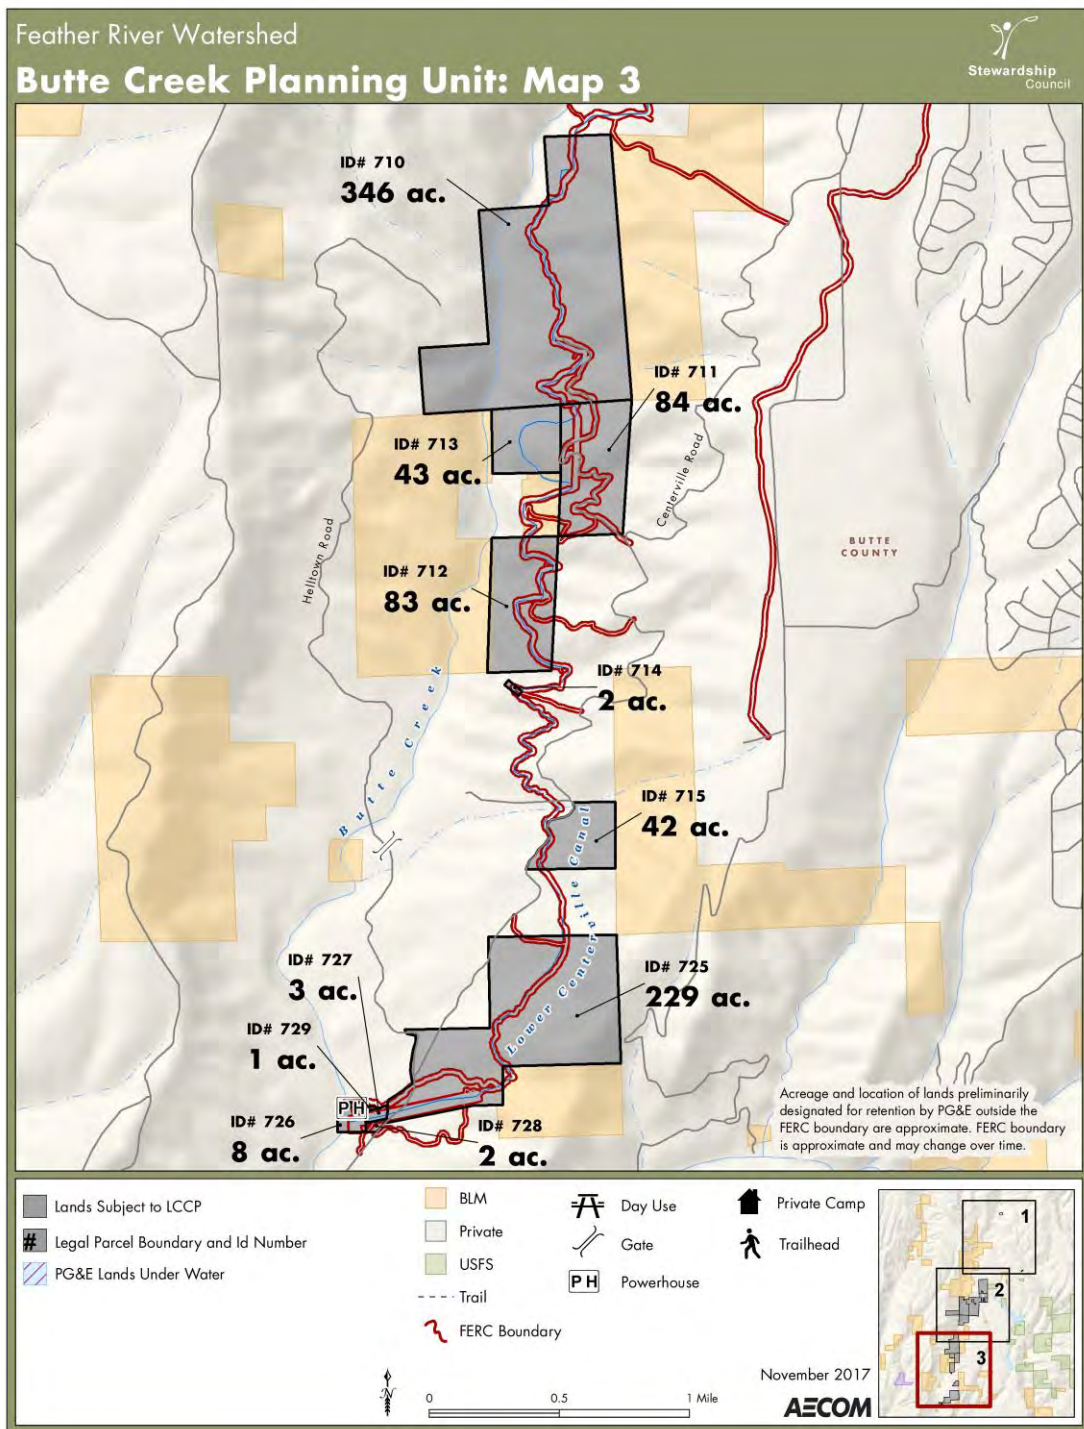 Feather River Watershed
Butte Creek Planning Unit: Map 3
Stewardship
Council
ID# 710
346 ac.
ID# 711
84 ac.
Centerville Road
ID# 713
43 ac.
Helltown Road
BUTTE
COUNTY
ID# 712
83 ac.
ID# 714
2 ac.
Butte Creek
ID# 715
42 ac.
Lower Centerville Canal
ID# 727
3 ac.
ID# 725
229 ac.
ID# 729
1 ac.
PH
ID# 726
8 ac.
ID# 728
2 ac.
Acreage and location of lands preliminarily
designated for retention by PG&E outside the
FERC boundary are approximate. FERC boundary
is approximate and may change over time.
Lands Subject to LCCP
# Legal Parcel Boundary and Id Number
PG&E Lands Under Water
BLM
Private
USFS
Trail
FERC Boundary
Day Use
Gate
PH Powerhouse
Private Camp
Trailhead
N
0 0.5 1 Mile
November 2017
AECOM
1
2
3